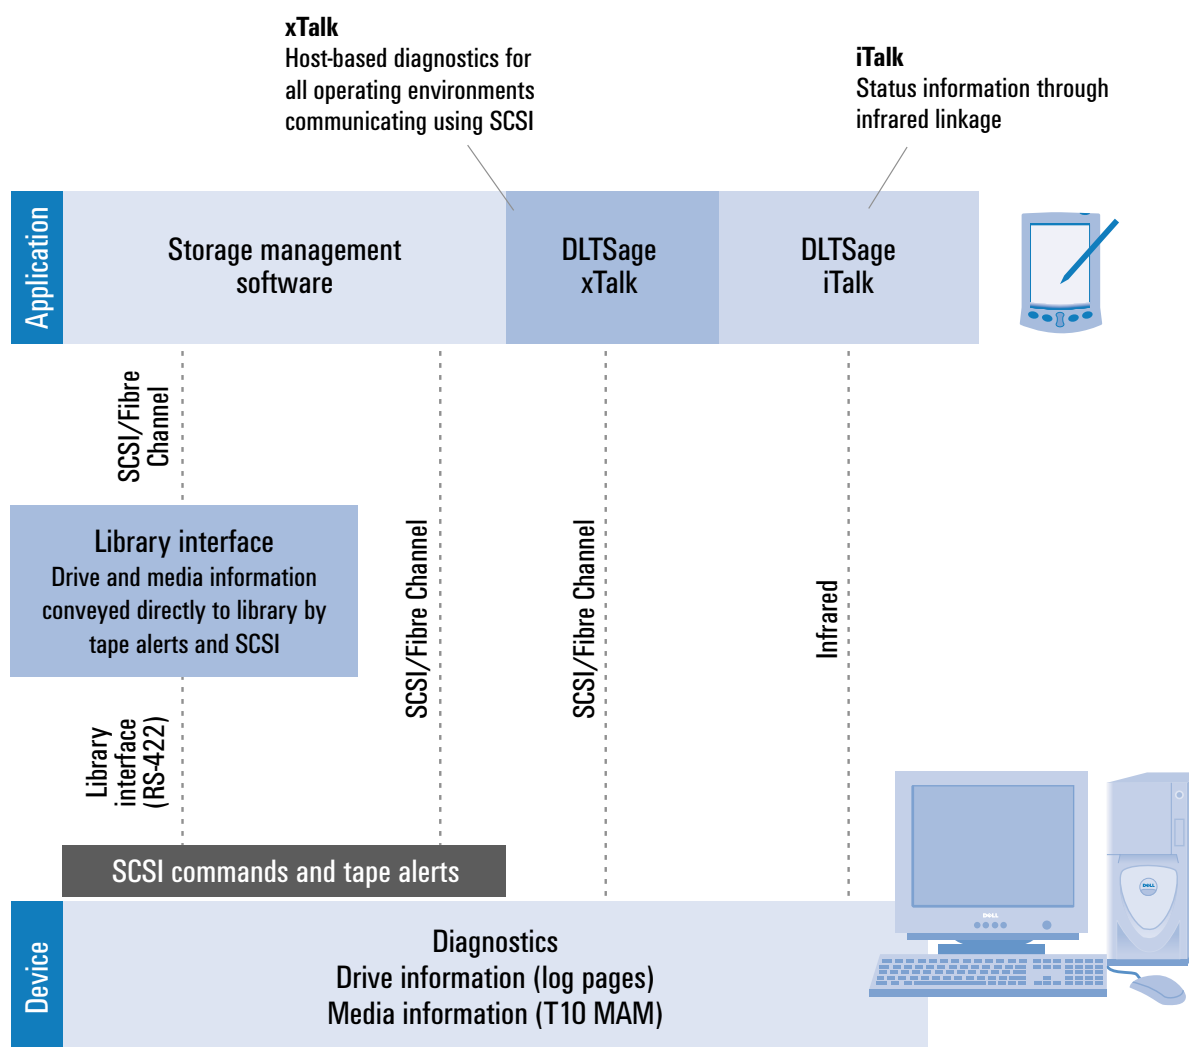 xTalk
Host-based diagnostics for
all operating environments
communicating using SCSI
iTalk
Status information through
infrared linkage
Application
Storage management
software
DLTSage
xTalk
DLTSage
iTalk
SCSI/Fibre
Channel
Library interface
Drive and media information
conveyed directly to library by
tape alerts and SCSI
SCSI/Fibre Channel
SCSI/Fibre Channel
Infrared
Library
interface
(RS-422)
SCSI commands and tape alerts
Device
Diagnostics
Drive information (log pages)
Media information (T10 MAM)
DELL
DELL